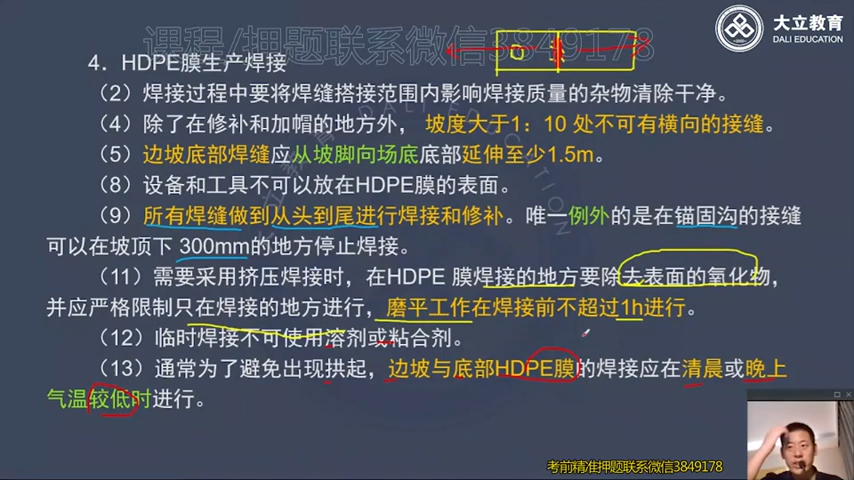 课程/押题联系微信3849178
大立教育
DALI EDUCATION
4．HDPE膜生产焊接
（2）焊接过程中要将焊缝搭接范围内影响焊接质量的杂物清除干净。
（4）除了在修补和加帽的地方外，坡度大于1：10 处不可有横向的接缝。
（5）边坡底部焊缝应从坡脚向场底底部延伸至少1.5m。
（8）设备和工具不可以放在HDPE膜的表面。
（9）所有焊缝做到从头到尾进行焊接和修补。唯一例外的是在锚固沟的接缝
可以在坡顶下 300mm的地方停止焊接。
（11）需要采用挤压焊接时，在HDPE 膜焊接的地方要除去表面的氧化物，
并应严格限制只在焊接的地方进行，磨平工作在焊接前不超过1h进行。
（12）临时焊接不可使用溶剂或粘合剂。
（13）通常为了避免出现拱起，边坡与底部HDPE膜的焊接应在清晨或晚上
气温较低时进行。
考前精准押题联系微信3849178